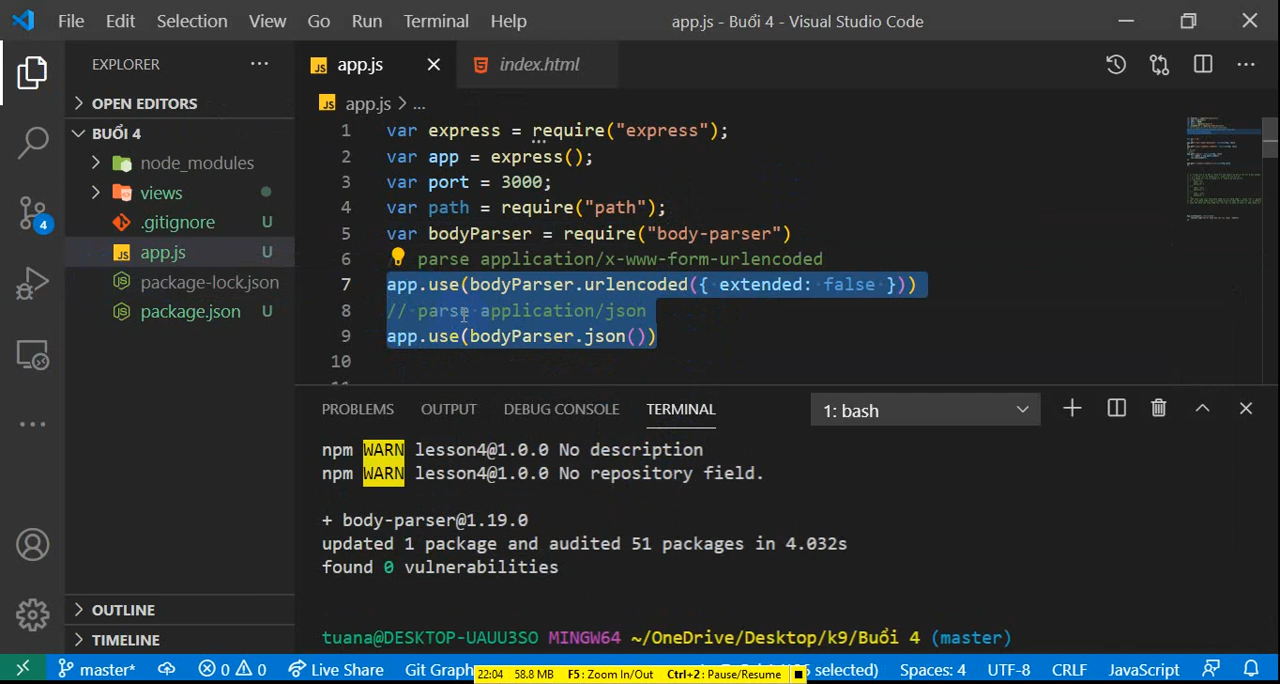 File Edit Selection View Go Run Terminal Help app.js - Buổi 4 - Visual Studio Code
EXPLORER
app.js
index.html
OPEN EDITORS
app.js > ...
BUỔI 4
node_modules
views
.gitignore U
app.js U
package-lock.json
package.json U
1 var express = require("express");
2 var app = express();
3 var port = 3000;
4 var path = require("path");
5 var bodyParser = require("body-parser")
6 parse application/x-www-form-urlencoded
7 app.use(bodyParser.urlencoded({ extended: false }))
8 // parse application/json
9 app.use(bodyParser.json())
10
4
PROBLEMS OUTPUT DEBUG CONSOLE TERMINAL 1: bash
npm WARN lesson4@1.0.0 No description
npm WARN lesson4@1.0.0 No repository field.
+ body-parser@1.19.0
updated 1 package and audited 51 packages in 4.032s
found 0 vulnerabilities
tuana@DESKTOP-UAUU3SO MINGW64 ~/OneDrive/Desktop/k9/Buổi 4 (master)
OUTLINE
TIMELINE
master* 0 0 Live Share Git Graph selected) Spaces: 4 UTF-8 CRLF JavaScript
22:04 58.8 MB F5: Zoom In/Out Ctrl+2: Pause/Resume